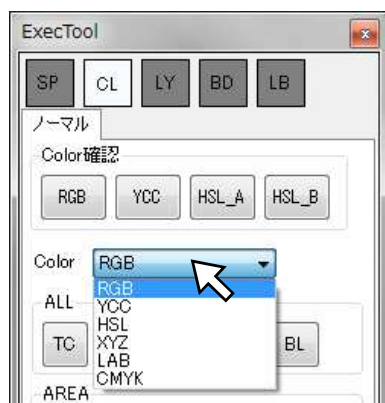 ExecTool
SP CL LY BD LB
ノーマル
Color確認
RGB YCC HSL_A HSL_B
Color RGB
RGB
YCC
HSL
XYZ
LAB
CMYK
ALL
TC BL
AREA